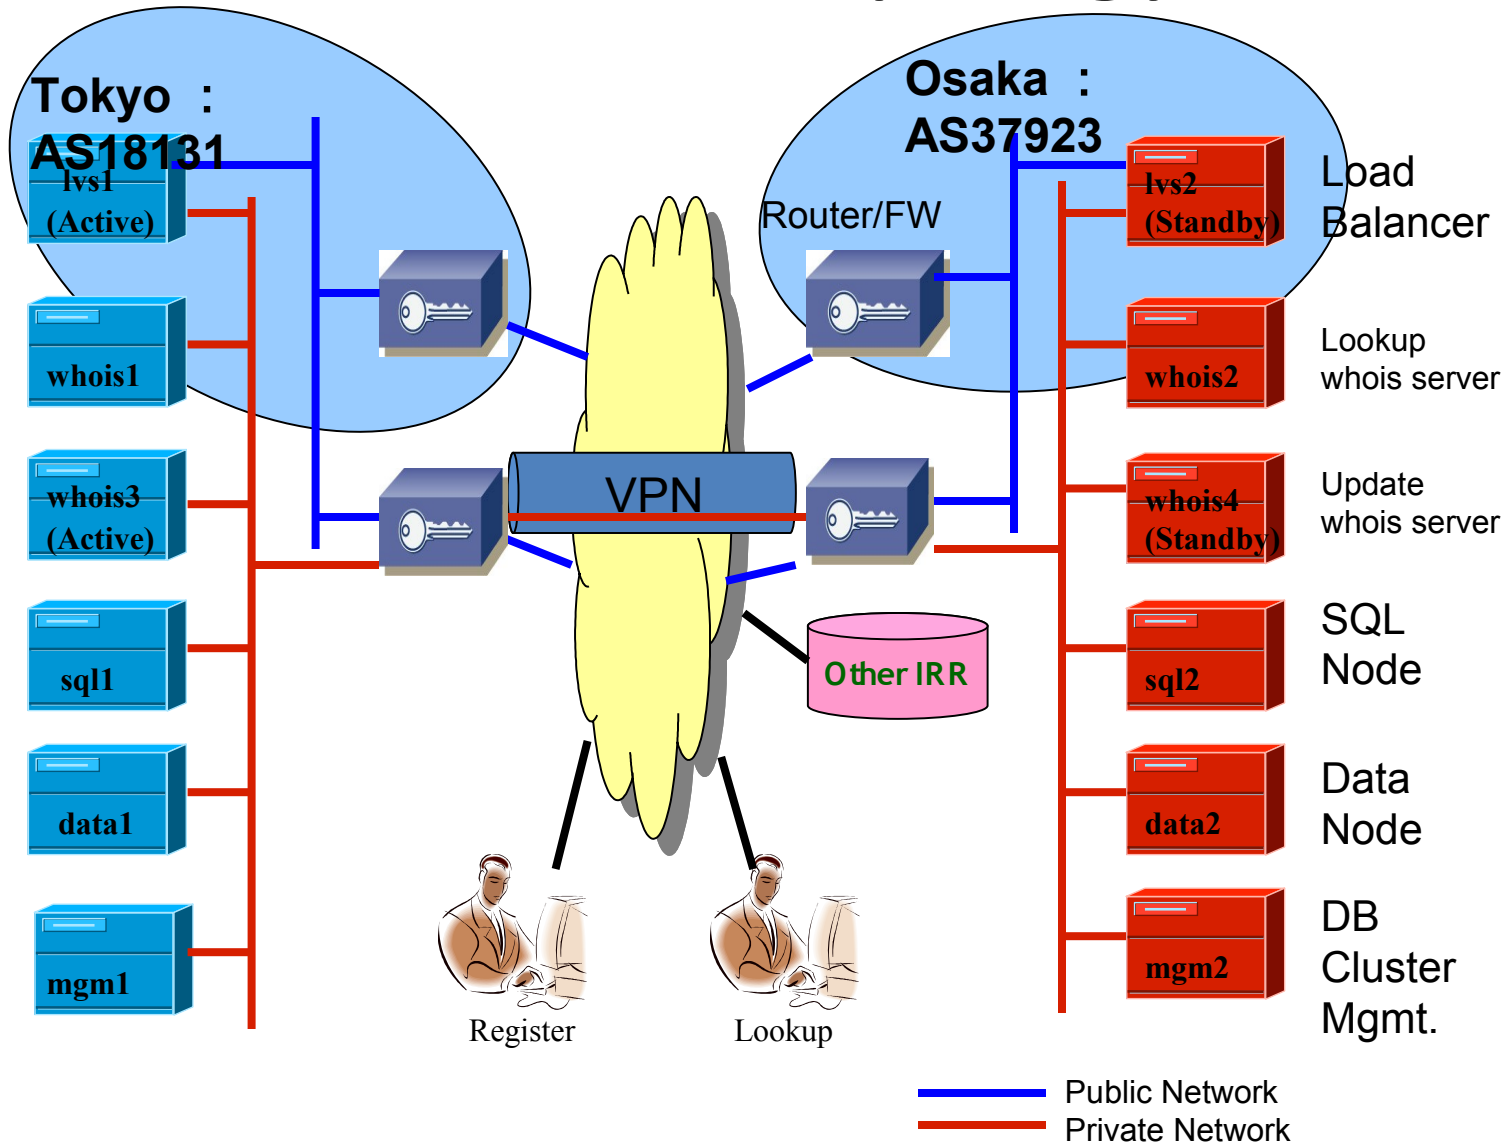 Tokyo :
AS18131
Osaka :
AS37923
Router/FW
lvs1
(Active)
whois1
whois3
(Active)
sql1
data1
mgm1
VPN
Other IRR
Register
Lookup
lvs2
(Standby)
whois2
whois4
(Standby)
sql2
data2
mgm2
Load
Balancer
Lookup
whois server
Update
whois server
SQL
Node
Data
Node
DB
Cluster
Mgmt.
Public Network
Private Network